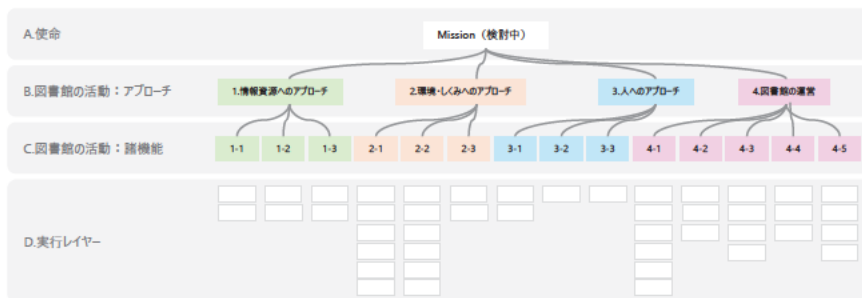 A.使命
Mission（検討中）
B.図書館の活動：アプローチ
1.情報資源へのアプローチ
2.環境・しくみへのアプローチ
3.人へのアプローチ
4.図書館の運営
C.図書館の活動：諸機能
1-1
1-2
1-3
2-1
2-2
2-3
3-1
3-2
3-3
4-1
4-2
4-3
4-4
4-5
D.実行レイヤー